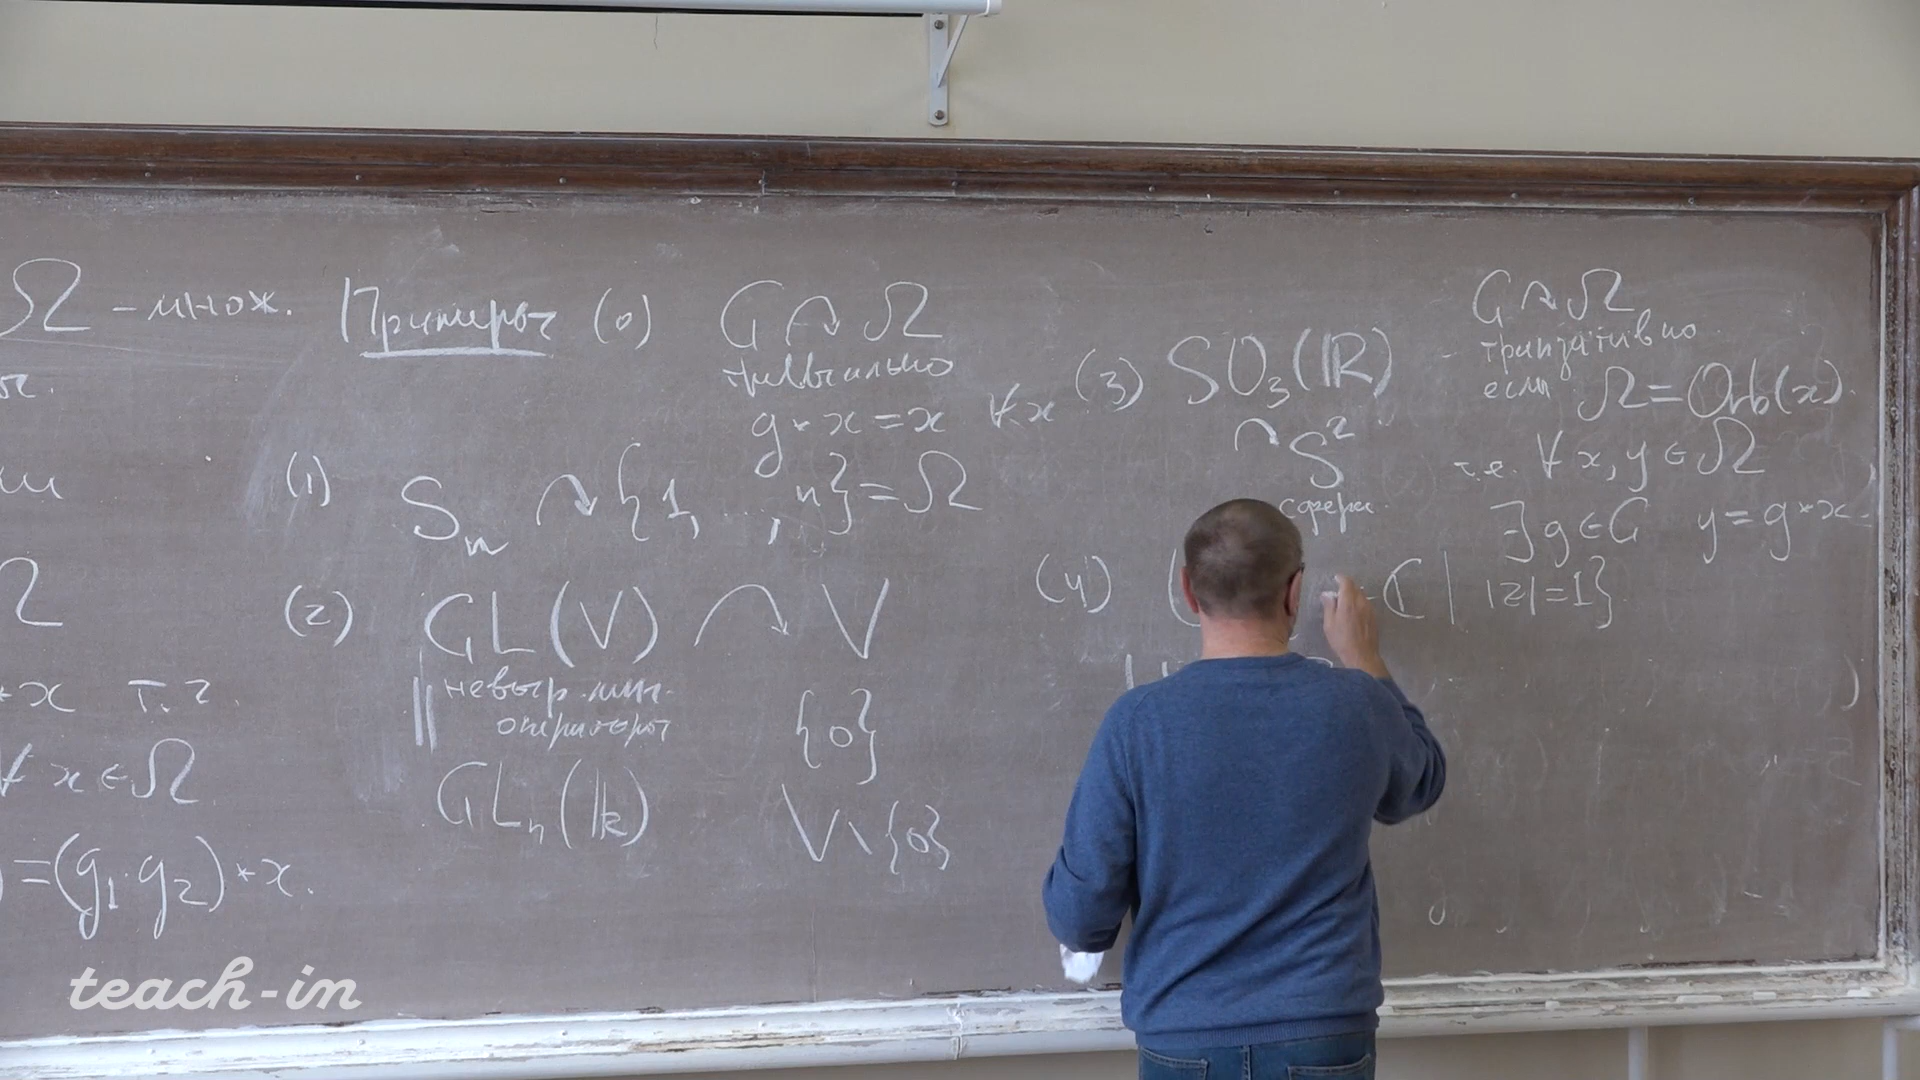 Ω – множ.
x т.ч.
∀ x ∈ Ω
= (g₁·g₂) * x.
Примеры (0) G ↷ Ω
тривиально
g * x = x ∀x
(1) Sₙ ↷ {1, ..., n} = Ω
(2) GL(V) ↷ V
невыр. лин. операторы
{0}
GLₙ(𝕜) V \ {0}
(3) SO₃(ℝ)
↷ S²
сфера
G ↷ Ω
транзитивно
если Ω = Orb(x).
т.е. ∀ x, y ∈ Ω
∃ g ∈ G y = g * x
(4) ℂ | |z| = 1}
teach-in